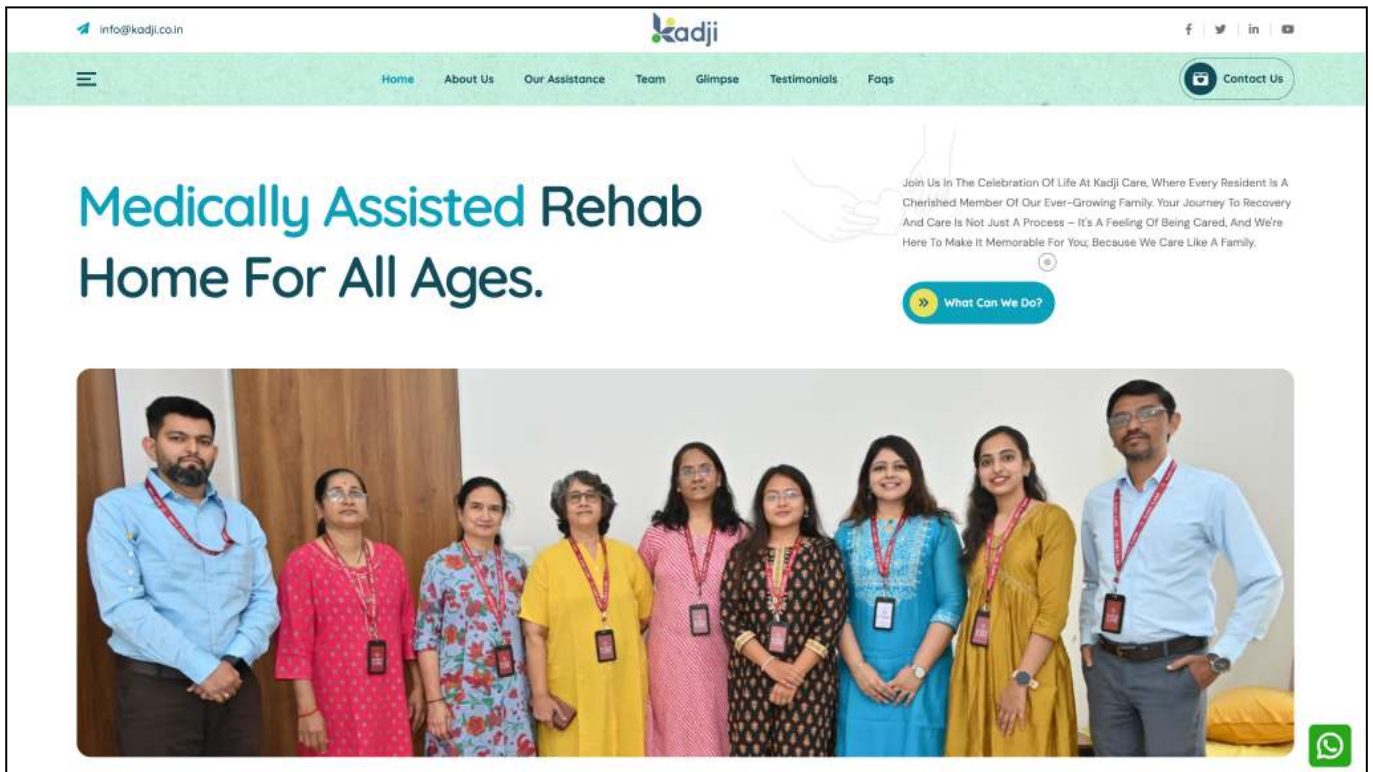 info@kadji.co.in
kadji
Home About Us Our Assistance Team Glimpse Testimonials Faqs
Contact Us
Medically Assisted Rehab
Home For All Ages.
Join Us In The Celebration Of Life At Kadji Care, Where Every Resident Is A
Cherished Member Of Our Ever-Growing Family. Your Journey To Recovery
And Care Is Not Just A Process – It's A Feeling Of Being Cared, And We're
Here To Make It Memorable For You; Because We Care Like A Family.
What Can We Do?